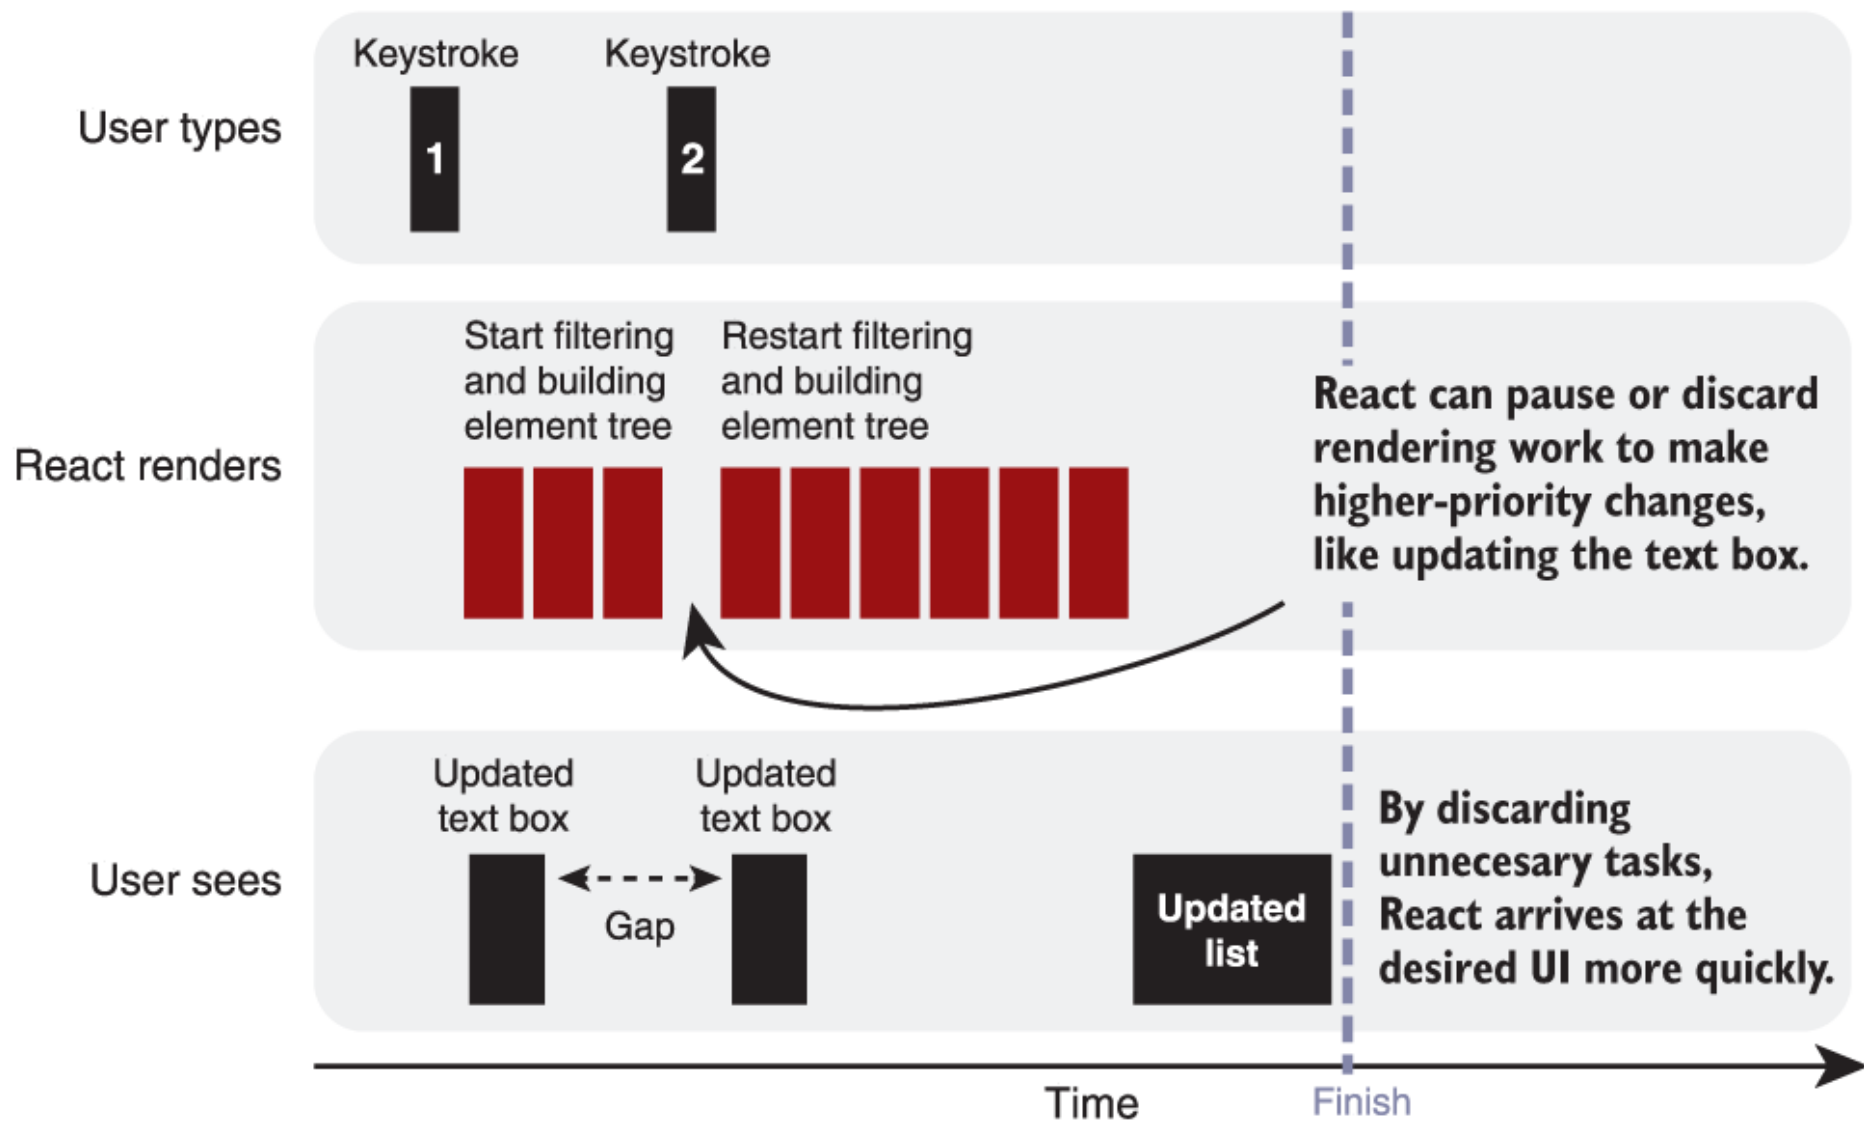 Keystroke
Keystroke
User types
1
2
Start filtering
and building
element tree
Restart filtering
and building
element tree
React renders
React can pause or discard
rendering work to make
higher-priority changes,
like updating the text box.
Updated
text box
Updated
text box
User sees
Gap
Updated
list
By discarding
unnecesary tasks,
React arrives at the
desired UI more quickly.
Time
Finish